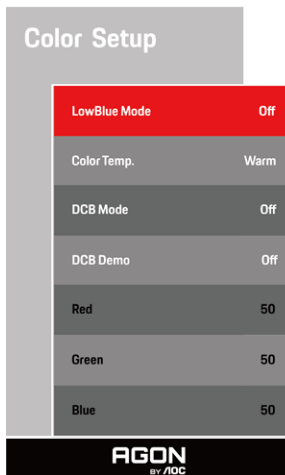 Color Setup
LowBlue Mode Off
Color Temp. Warm
DCB Mode Off
DCB Demo Off
Red 50
Green 50
Blue 50
AGON
BY AOC